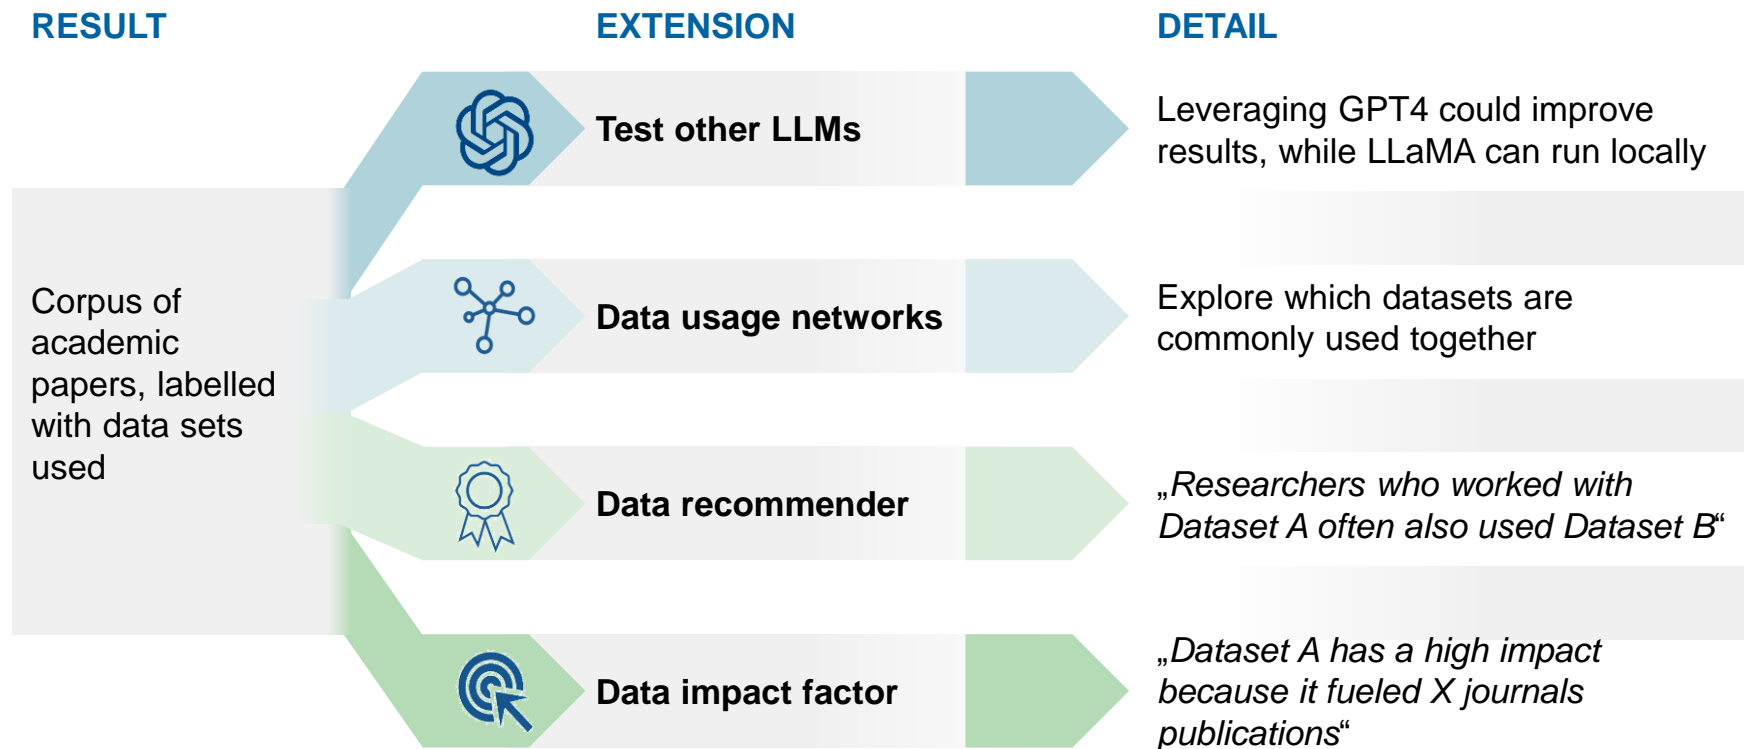 RESULT
EXTENSION
DETAIL
Corpus of
academic
papers, labelled
with data sets
used
Test other LLMs
Leveraging GPT4 could improve
results, while LLaMA can run locally
Data usage networks
Explore which datasets are
commonly used together
Data recommender
„Researchers who worked with
Dataset A often also used Dataset B“
Data impact factor
„Dataset A has a high impact
because it fueled X journals
publications“